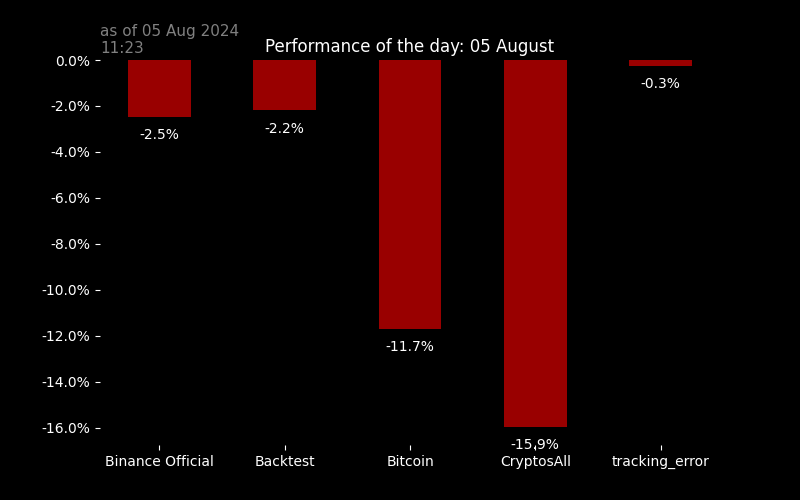 as of 05 Aug 2024
11:23
Performance of the day: 05 August
0.0%
-2.0%
-4.0%
-6.0%
-8.0%
-10.0%
-12.0%
-14.0%
-16.0%
-2.5%
-2.2%
-11.7%
-15.9%
-0.3%
Binance Official
Backtest
Bitcoin
CryptosAll
tracking_error